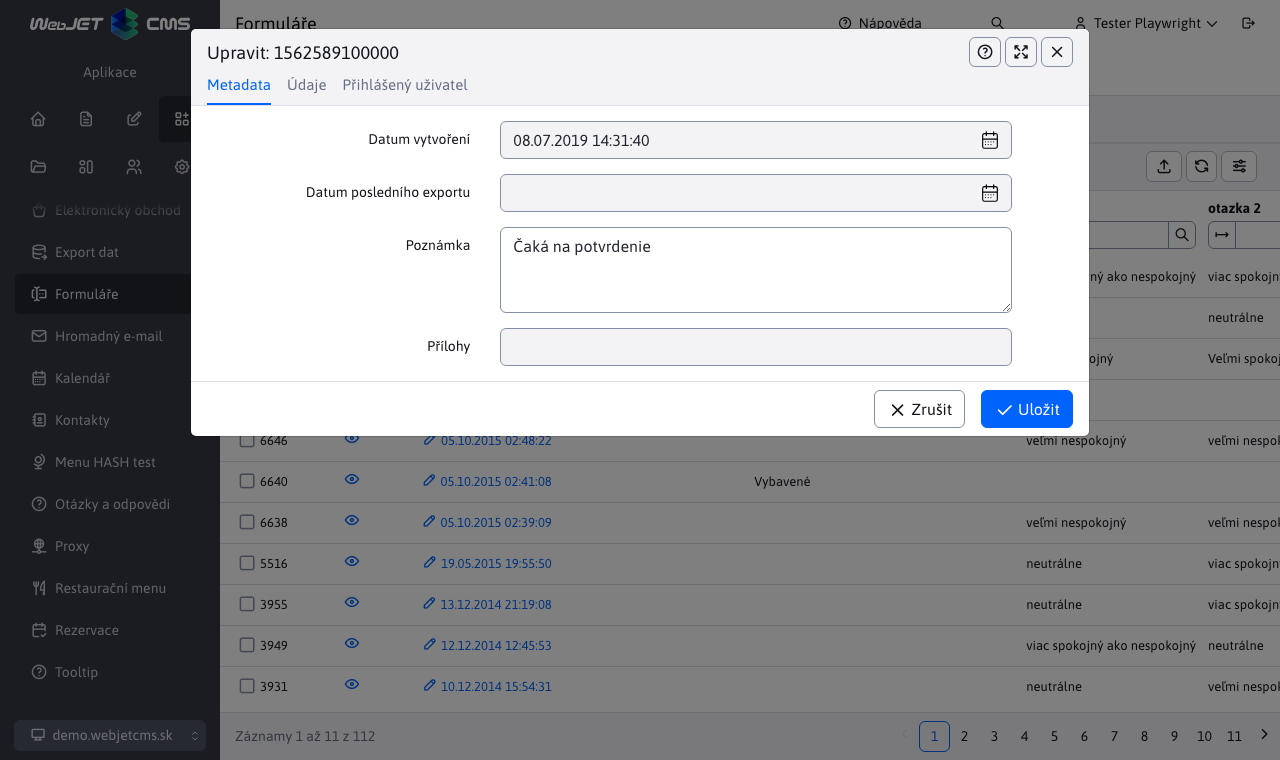 WebJET CMS
Formuláře
Nápověda
Tester Playwright
Aplikace
Elektronický obchod
Export dat
Formuláře
Hromadný e-mail
Kalendář
Kontakty
Menu HASH test
Otázky a odpovědi
Proxy
Restaurační menu
Rezervace
Tooltip
demo.webjetcms.sk
Upravit: 1562589100000
Metadata Údaje Přihlášený uživatel
Datum vytvoření 08.07.2019 14:31:40
Datum posledního exportu
Poznámka Čaká na potvrdenie
Přílohy
Zrušit Uložit
otazka 2
ný ako nespokojný viac spokojn
neutrálne
ojný Veľmi spokoj
6646 05.10.2015 02:48:22 veľmi nespokojný veľmi nespok
6640 05.10.2015 02:41:08 Vybavené
6638 05.10.2015 02:39:09 veľmi nespokojný veľmi nespok
5516 19.05.2015 19:55:50 neutrálne viac spokojn
3955 13.12.2014 21:19:08 neutrálne viac spokojn
3949 12.12.2014 12:45:53 viac spokojný ako nespokojný neutrálne
3931 10.12.2014 15:54:31 neutrálne veľmi nespok
Záznamy 1 až 11 z 112
1 2 3 4 5 6 7 8 9 10 11